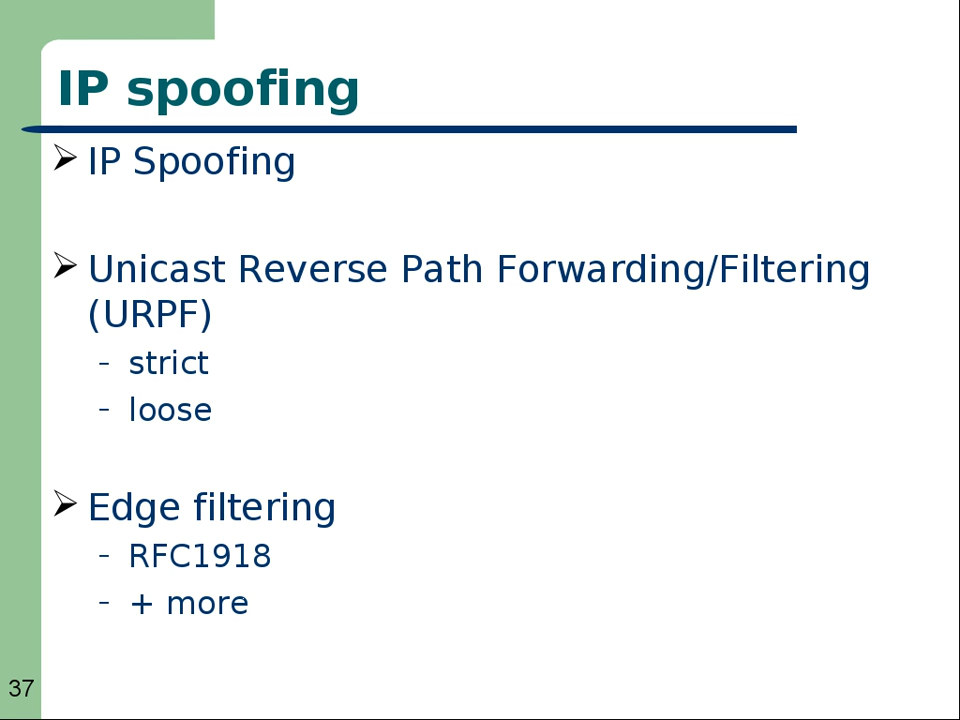 IP spoofing
IP Spoofing
Unicast Reverse Path Forwarding/Filtering
(URPF)
– strict
– loose
Edge filtering
– RFC1918
– + more
37